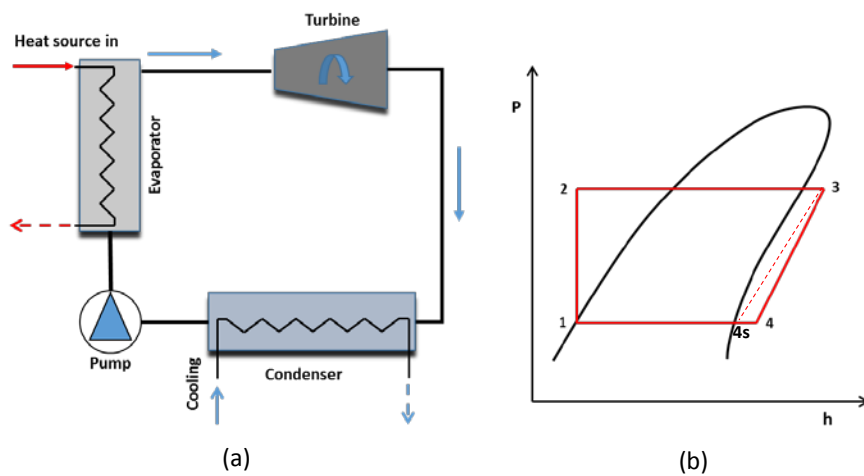 Turbine
Heat source in
Evaporator
Pump
Cooling
Condenser
(a)
P
2
3
1
4s
4
h
(b)